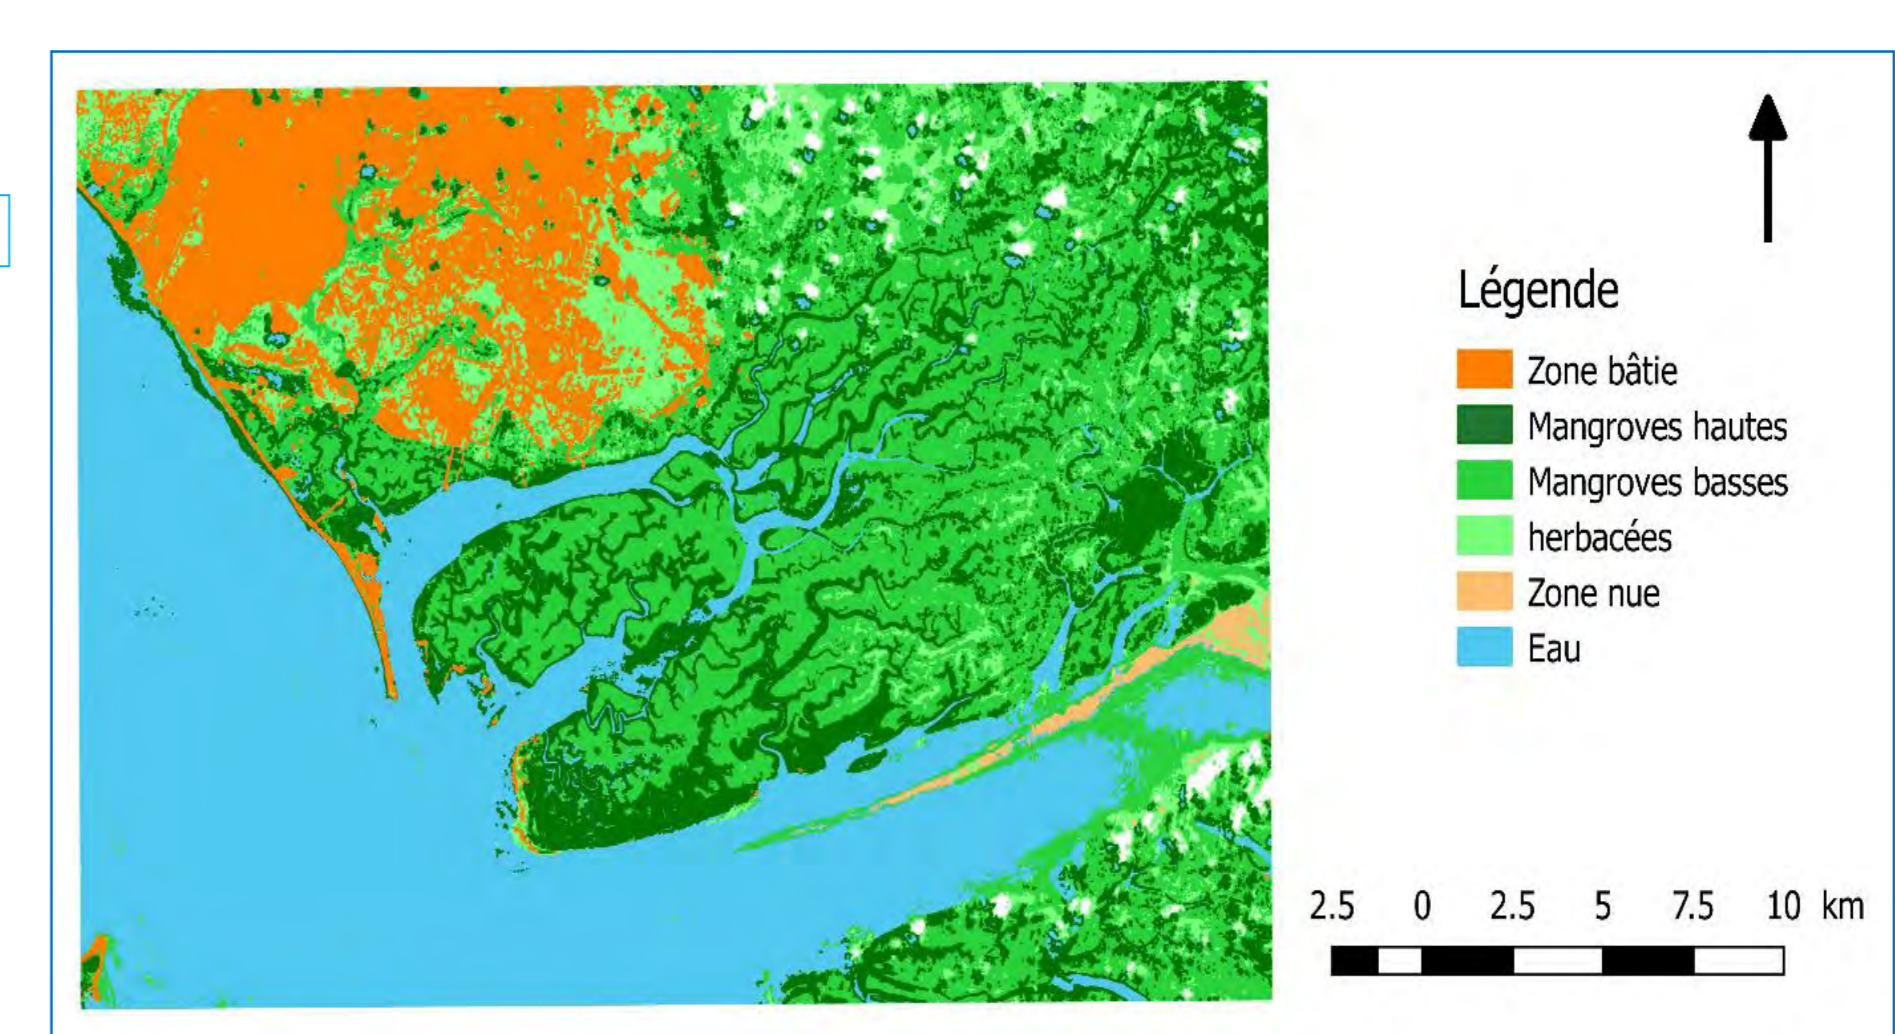 Légende
Zone bâtie
Mangroves hautes
Mangroves basses
herbacées
Zone nue
Eau
2.5 0 2.5 5 7.5 10 km